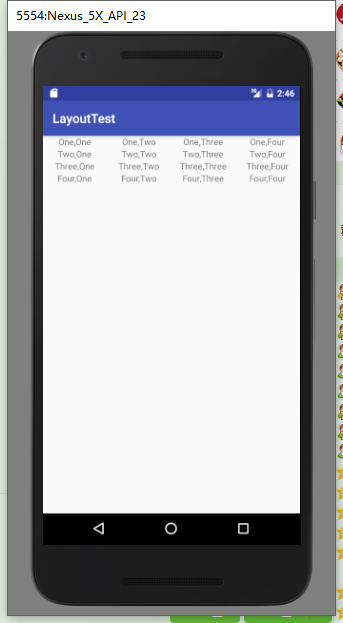 5554:Nexus_5X_API_23
2:46
LayoutTest
One,One One,Two One,Three One,Four
Two,One Two,Two Two,Three Two,Four
Three,One Three,Two Three,Three Three,Four
Four,One Four,Two Four,Three Four,Four